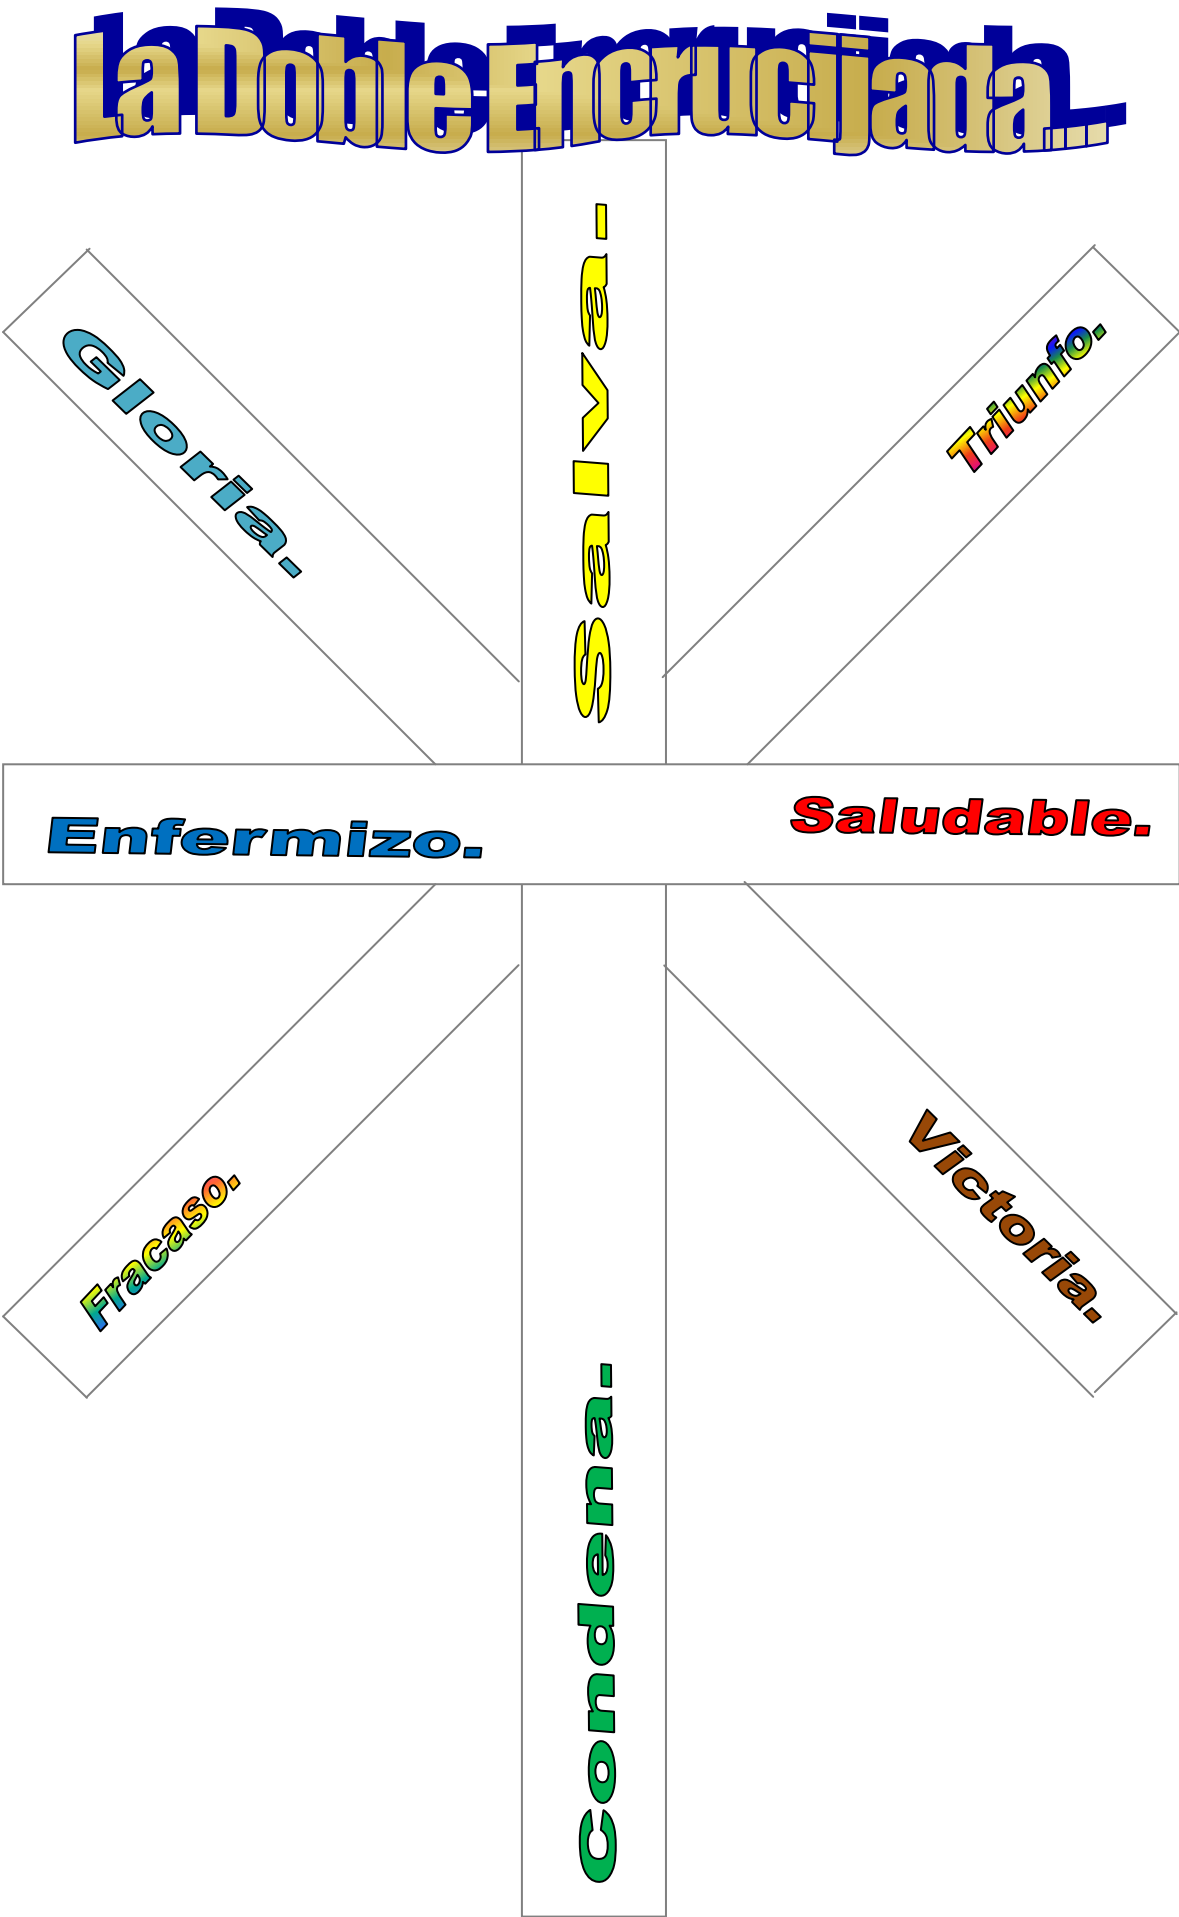 La Doble Encrucijada....
Salva.
Gloria.
Triunfo.
Enfermizo.
Saludable.
Fracaso.
Victoria.
Condena.